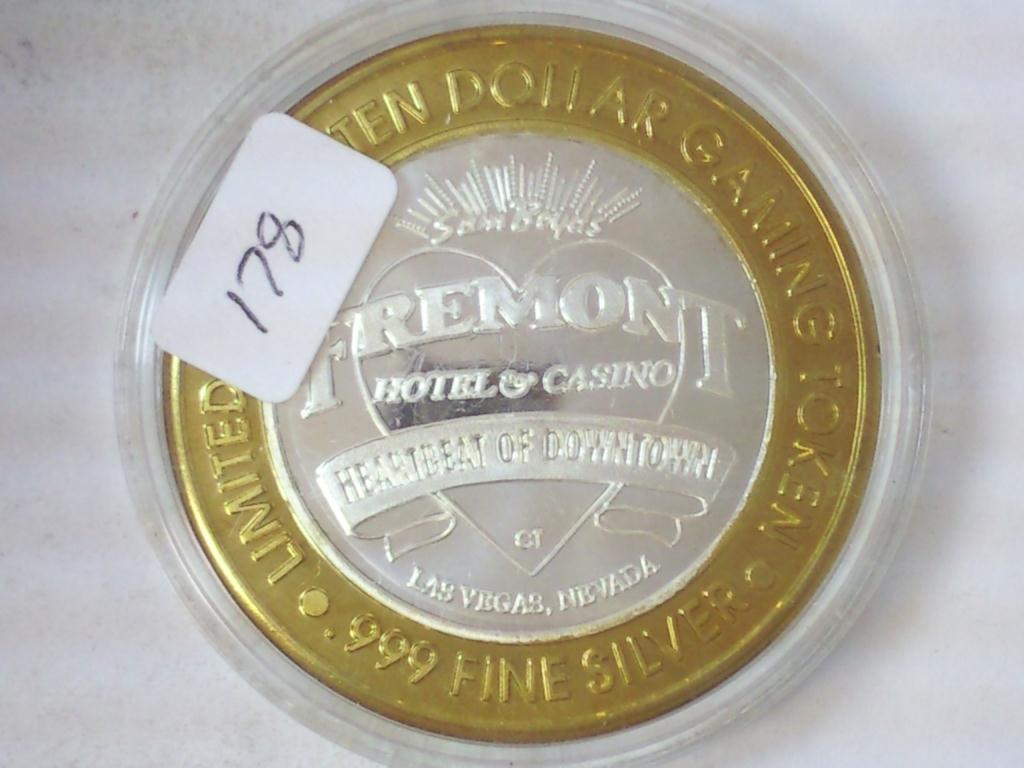 178
LIMITED
TEN DOLLAR GAMING TOKEN
.999 FINE SILVER
Sam Boyd's
FREMONT
HOTEL & CASINO
HEARTBEAT OF DOWNTOWN
GT
LAS VEGAS, NEVADA